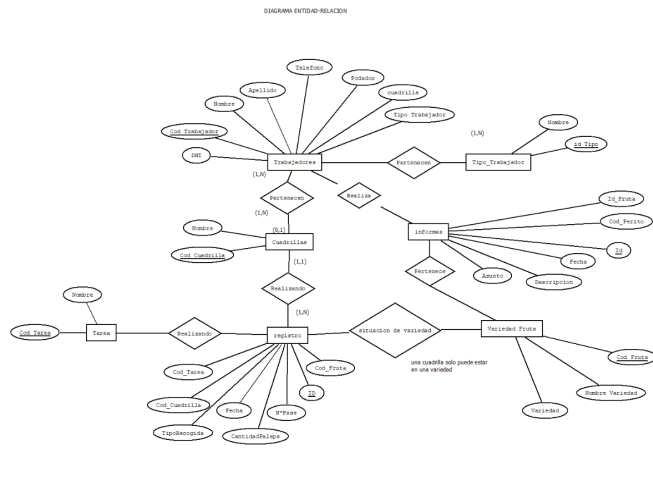 DIAGRAMA ENTIDAD-RELACION
Telefono
Podador
Apellido
cuadrilla
Nombre
Tipo Trabajador
Cod Trabajador
Nombre
(1,N)
id Tipo
DNI
Trabajadores
Pertenecen
Tipo_Trabajador
(1,N)
Pertenecen
Realiza
Id_Fruta
(1,N)
Cod_Perito
Nombre
(0,1)
informes
Cuadrillas
Id
Cod Cuadrilla
(1,1)
Fecha
Pertenece
Asunto
Descripcion
Realizando
Nombre
(1,N)
Cod Tarea
Tarea
Realizando
registro
situacion de variedad
Variedad Fruta
una cuadrilla solo puede estar
en una variedad
Cod Fruta
Cod_Tarea
Cod_Fruta
ID
Nombre Variedad
Cod_Cuadrilla
Fecha
NºPase
Variedad
TipoRecogida
CantidadPaleps